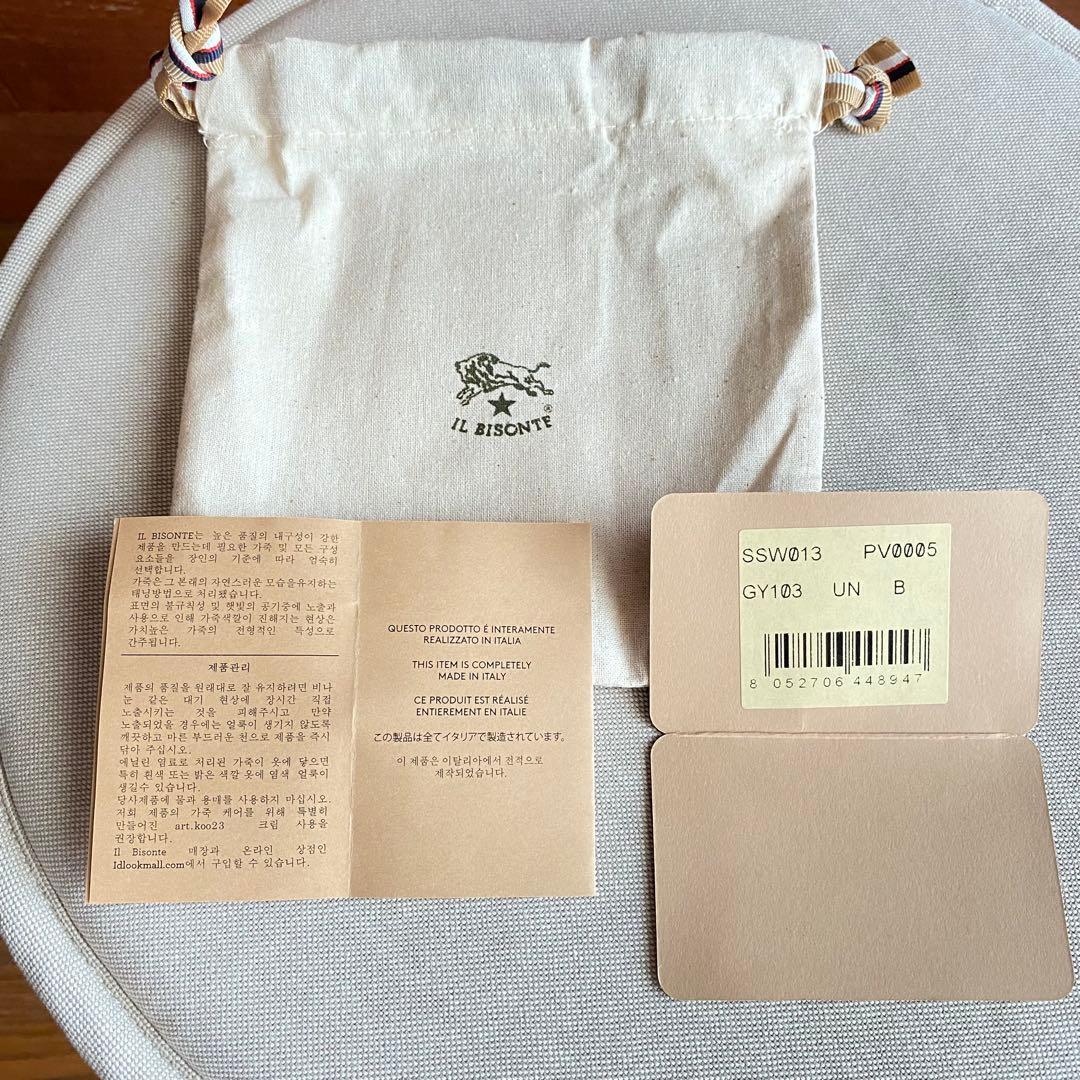 IL BISONTE®
IL BISONTE는 높은 품질의 내구성이 강한
제품을 만드는데 필요한 가죽 및 모든 구성
요소들을 장인의 기준에 따라 엄숙히
선택합니다.
가죽은 그 본래의 자연스러운 모습을유지하는
태닝방법으로 처리됐습니다.
표면의 불규칙성 및 햇빛의 공기중에 노출과
사용으로 인해 가죽색깔이 진해지는 현상은
가치높은 가죽의 전형적인 특성으로
간주됩니다.
제품관리
제품의 품질을 원래대로 잘 유지하려면 비나
눈 같은 대기 현상에 장시간 직접
노출시키는 것을 피해주시고 만약
노출되었을 경우에는 얼룩이 생기지 않도록
깨끗하고 마른 부드러운 천으로 제품을 즉시
닦아 주십시오.
애닐린 염료로 처리된 가죽이 옷에 닿으면
특히 흰색 또는 밝은 색깔 옷에 염색 얼룩이
생길수 있습니다.
당사제품에 물과 용매를 사용하지 마십시오.
저희 제품의 가죽 케어를 위해 특별히
만들어진 art.koo23 크림 사용을
권장합니다.
Il Bisonte 매장과 온라인 상점인
Idlookmall.com에서 구입할 수 있습니다.
QUESTO PRODOTTO É INTERAMENTE
REALIZZATO IN ITALIA
THIS ITEM IS COMPLETELY
MADE IN ITALY
CE PRODUIT EST RÉALISÉ
ENTIEREMENT EN ITALIE
この製品は全てイタリアで製造されています。
이 제품은 이탈리아에서 전적으로
제작되었습니다.
SSW013 PV0005
GY103 UN B
8 052706 448947